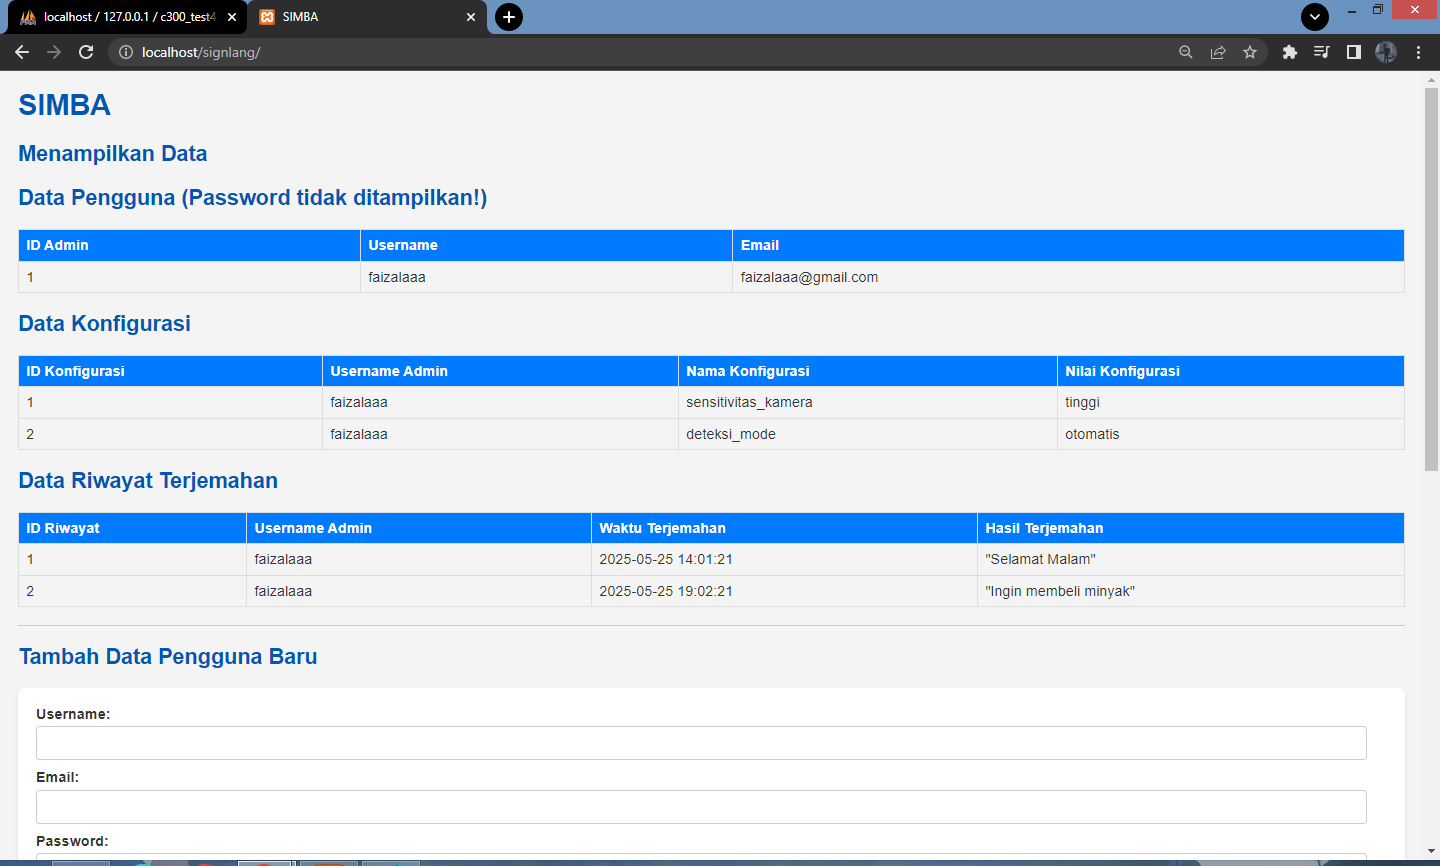 localhost / 127.0.0.1 / c300_test4
SIMBA
localhost/signlang/
SIMBA
Menampilkan Data
Data Pengguna (Password tidak ditampilkan!)
ID Admin Username Email
1 faizalaaa faizalaaa@gmail.com
Data Konfigurasi
ID Konfigurasi Username Admin Nama Konfigurasi Nilai Konfigurasi
1 faizalaaa sensitivitas_kamera tinggi
2 faizalaaa deteksi_mode otomatis
Data Riwayat Terjemahan
ID Riwayat Username Admin Waktu Terjemahan Hasil Terjemahan
1 faizalaaa 2025-05-25 14:01:21 "Selamat Malam"
2 faizalaaa 2025-05-25 19:02:21 "Ingin membeli minyak"
Tambah Data Pengguna Baru
Username:
Email:
Password: